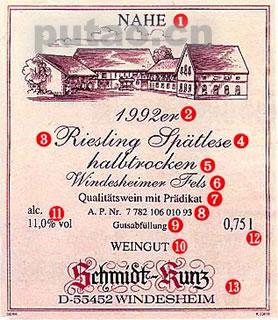 putao.cn
NAHE 1
1992er 2
3 Riesling Spätlese 4
halbtrocken 5
Windesheimer Fels 6
Qualitätswein mit Prädikat 7
A. P. Nr. 7 782 106 010 93 8
alc. 11 Gutsabfüllung 9 0,75 l
11,0% vol 12
WEINGUT 10
Schmidt-Kunz 13
D-55452 WINDESHEIM